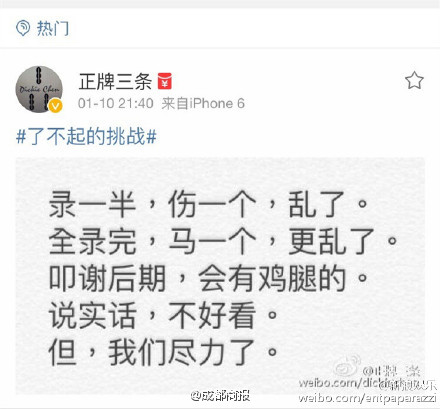 热门
正牌三条
01-10 21:40 来自iPhone 6
#了不起的挑战#
录一半，伤一个，乱了。
全录完，马一个，更乱了。
叩谢后期，会有鸡腿的。
说实话，不好看。
但，我们尽力了。
@成都商报
weibo.com/entpaparazzi